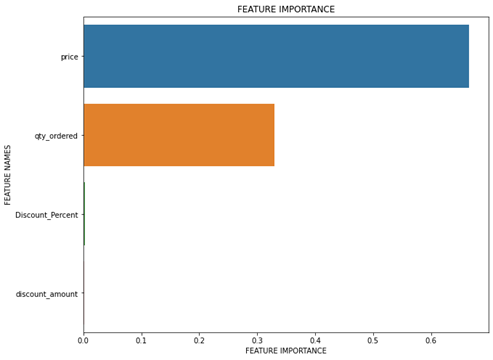 FEATURE IMPORTANCE
price
qty_ordered
Discount_Percent
discount_amount
FEATURE NAMES
0.0 0.1 0.2 0.3 0.4 0.5 0.6
FEATURE IMPORTANCE